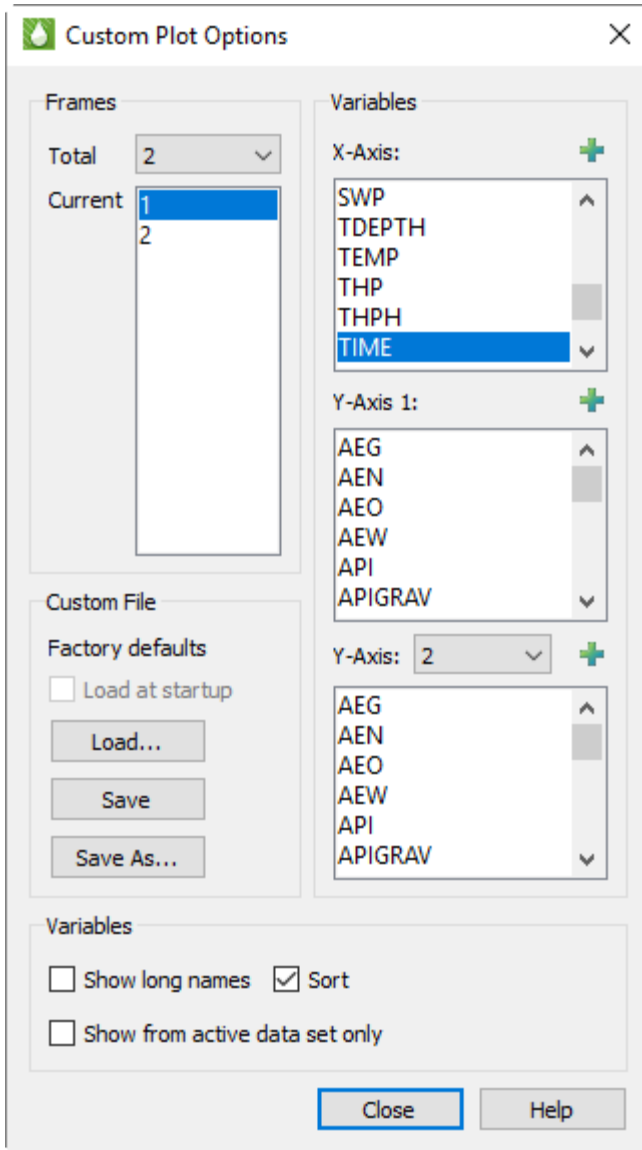 Custom Plot Options
Frames
Total 2
Current 1
2
Custom File
Factory defaults
Load at startup
Load...
Save
Save As...
Variables
X-Axis:
SWP
TDEPTH
TEMP
THP
THPH
TIME
Y-Axis 1:
AEG
AEN
AEO
AEW
API
APIGRAV
Y-Axis: 2
AEG
AEN
AEO
AEW
API
APIGRAV
Variables
Show long names Sort
Show from active data set only
Close Help